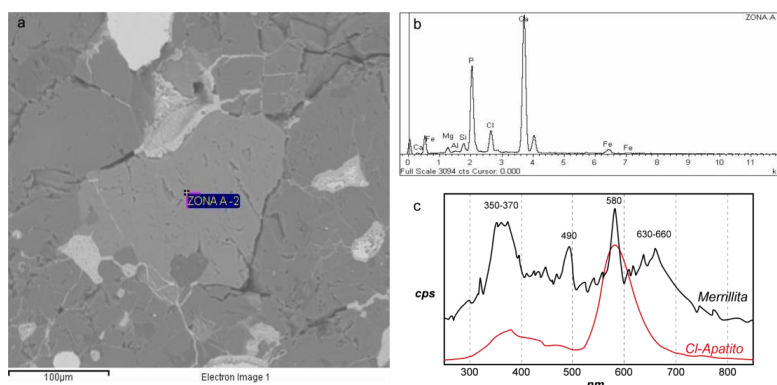 a
ZONA A-2
100µm
Electron Image 1
b
ZONA A
Ca
P
Cl
Mg
Al
Si
Ca
Fe
Fe
Fe
0 1 2 3 4 5 6 7 8 9 10 11 12 13
Full Scale 3094 cts Cursor: 0.000
k
c
350-370
490
580
630-660
cps
Merrillita
Cl-Apatito
300 400 500 600 700 800
nm